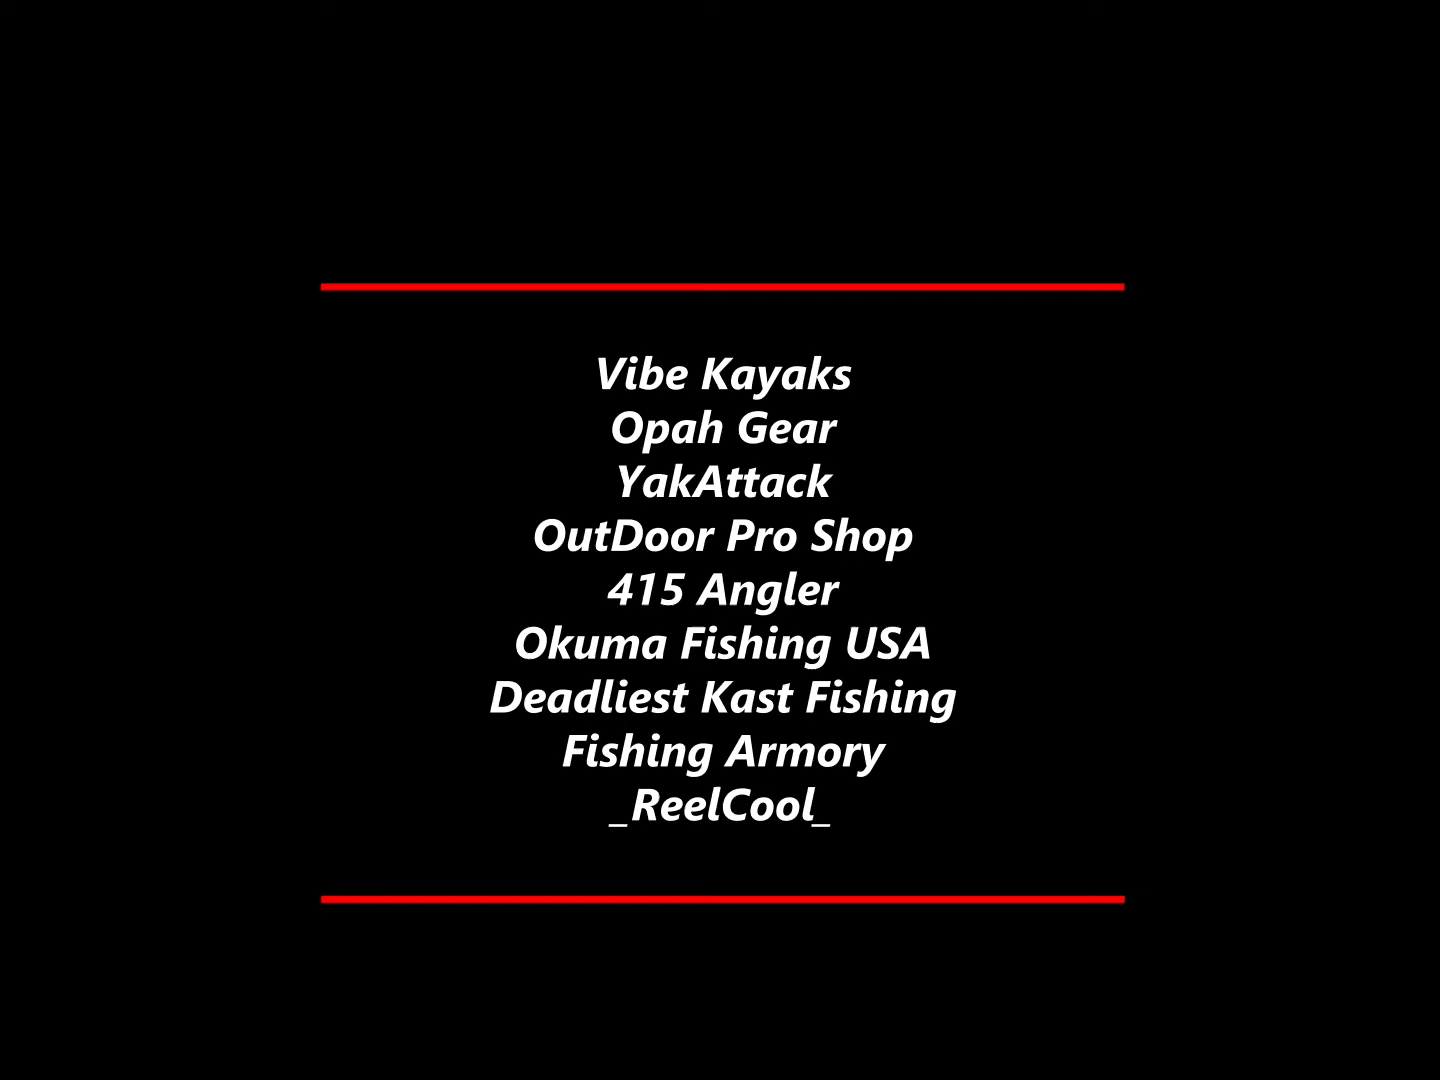 Vibe Kayaks
Opah Gear
YakAttack
OutDoor Pro Shop
415 Angler
Okuma Fishing USA
Deadliest Kast Fishing
Fishing Armory
_ReelCool_